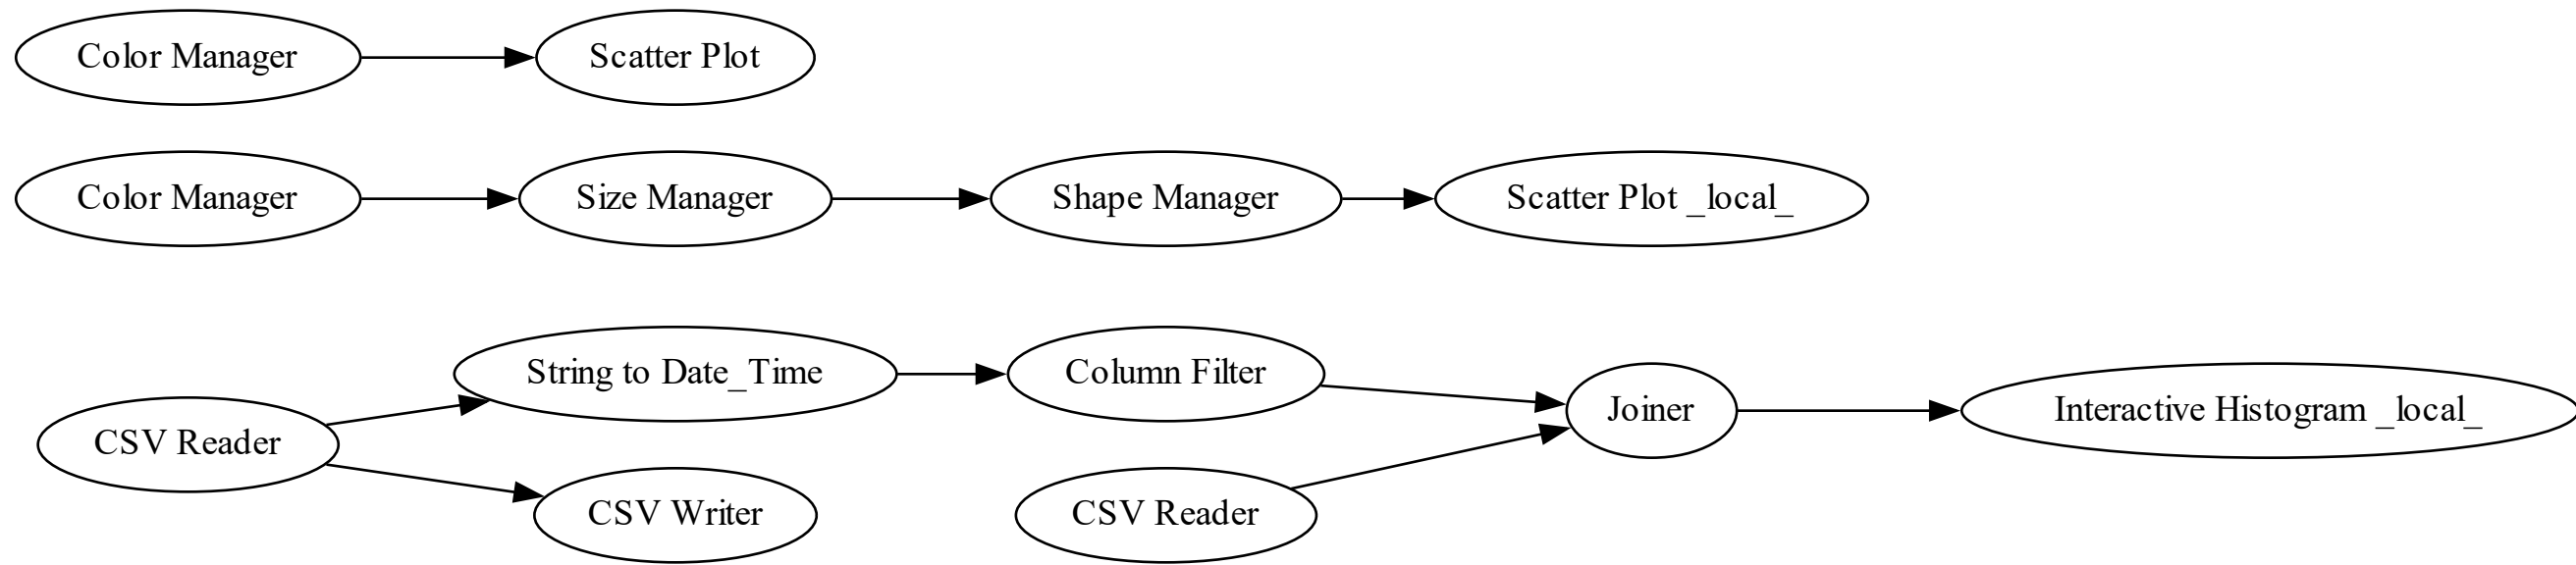 Color Manager
Scatter Plot
Color Manager
Size Manager
Shape Manager
Scatter Plot _local_
String to Date_Time
Column Filter
CSV Reader
Joiner
Interactive Histogram _local_
CSV Writer
CSV Reader